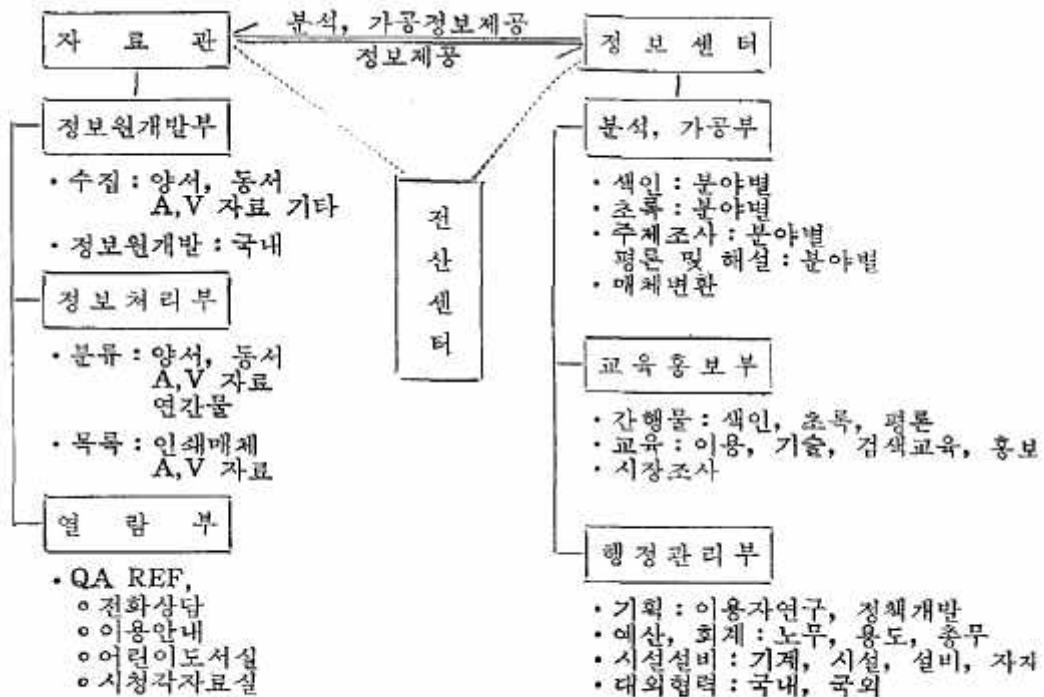 분석, 가공정보제공
자 료 관
정 보 센 터
정보제공
정보원개발부
• 수집 : 양서, 동서
A,V 자료 기타
• 정보원개발 : 국내
정 보 처 리 부
• 분류 : 양서, 동서
A,V 자료
연간물
• 목록 : 인쇄매체
A,V 자료
열 람 부
• QA REF,
o 전화상담
o 이용안내
o 어린이도서실
o 시청각자료실
전
산
센
터
분석, 가공부
• 색인 : 분야별
• 초록 : 분야별
• 주제조사 : 분야별
평론 및 해설 : 분야별
• 매체변환
교 육 홍 보 부
• 간행물 : 색인, 초록, 평론
• 교육 : 이용, 기술, 검색교육, 홍보
• 시장조사
행 정 관 리 부
• 기획 : 이용자연구, 정책개발
• 예산, 회계 : 노무, 용도, 총무
• 시설설비 : 기계, 시설, 설비, 자자
• 대외협력 : 국내, 국외